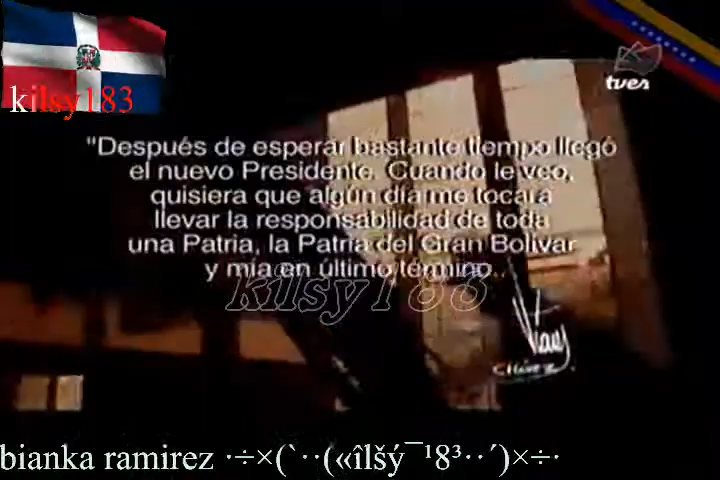 tves
kilsy183
"Después de esperar bastante tiempo llegó
el nuevo Presidente. Cuando le veo,
quisiera que algún día me tocara
llevar la responsabilidad de toda
una Patria, la Patria del Gran Bolívar
y mía en último término..
kilsy183
Chávez
bianka ramirez ·÷×(`··(«îlšý¯¹8³··´)×÷·